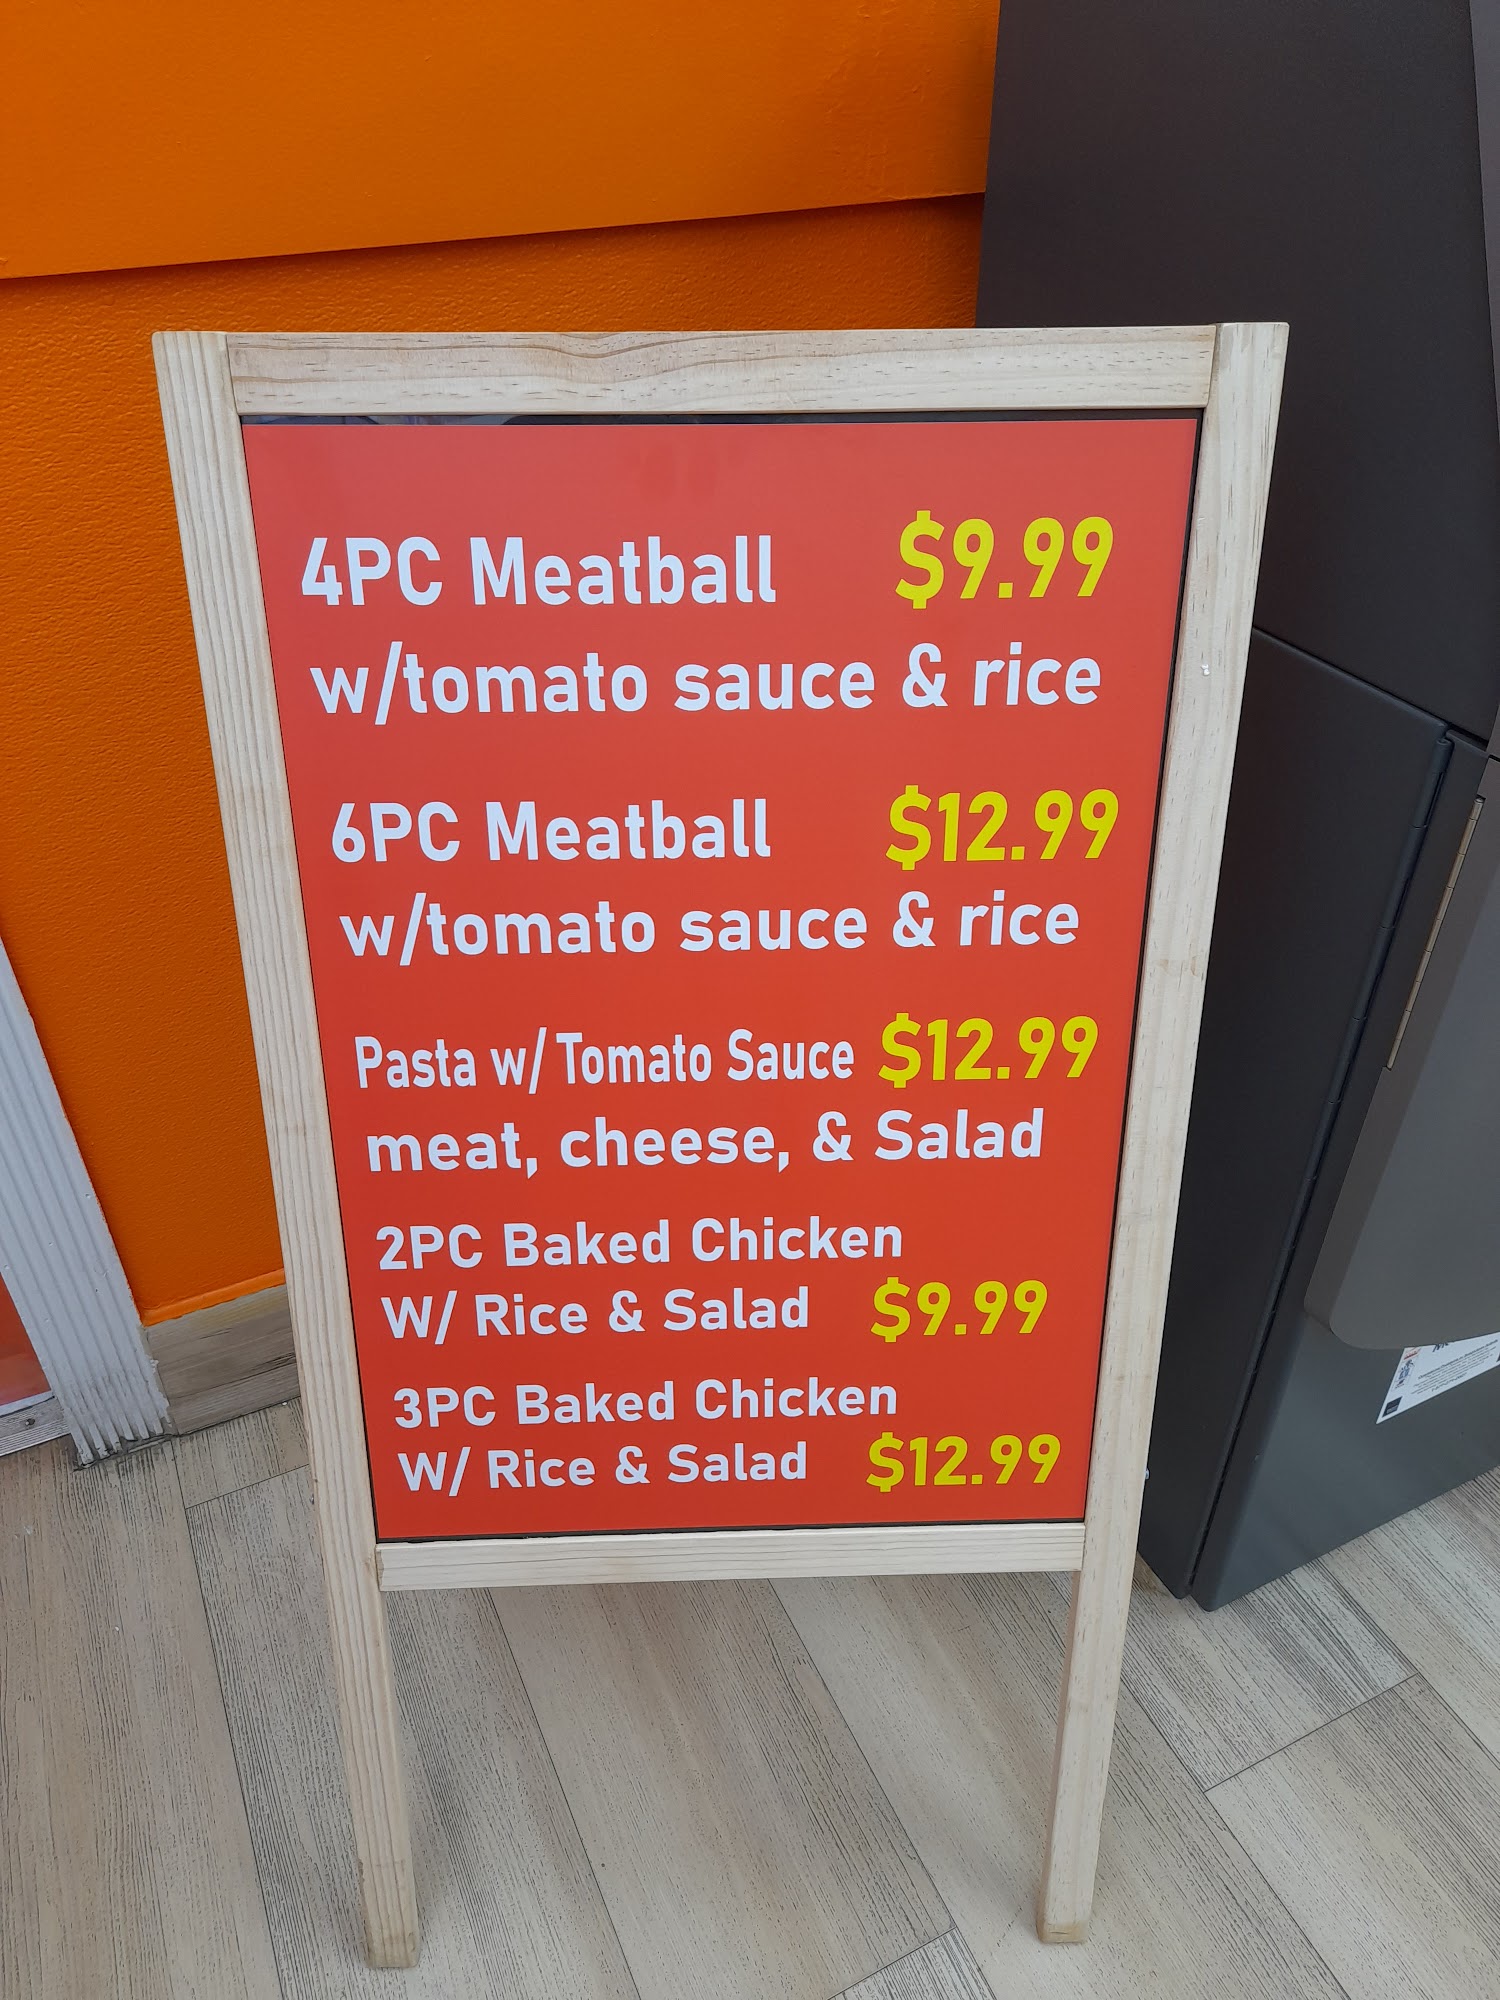 4PC Meatball $9.99
w/tomato sauce & rice
6PC Meatball $12.99
w/tomato sauce & rice
Pasta w/ Tomato Sauce $12.99
meat, cheese, & Salad
2PC Baked Chicken
W/ Rice & Salad $9.99
3PC Baked Chicken
W/ Rice & Salad $12.99